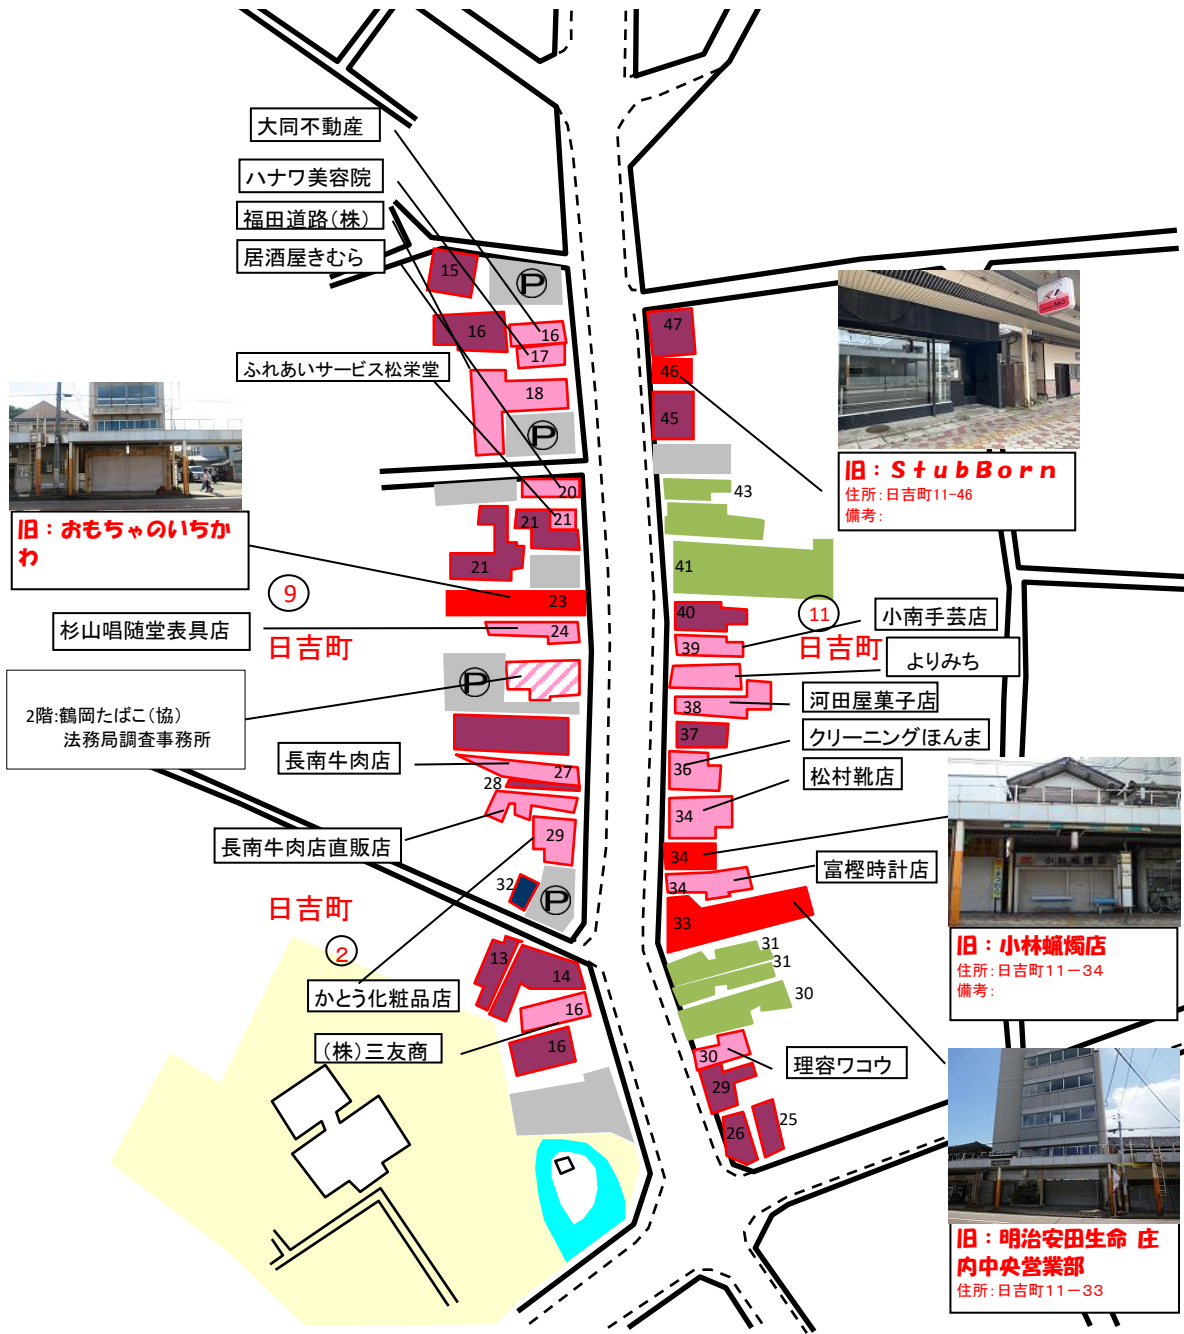 大同不動産
ハナワ美容院
福田道路(株)
居酒屋きむら
15
P
16
16
17
ふれあいサービス松栄堂
18
P
47
46
45
旧：StubBorn
住所：日吉町11-46
備考：
旧：おもちゃのいちか
わ
20
21
21
21
43
41
9
日吉町
23
24
杉山唱随堂表具店
40
39
11
日吉町
小南手芸店
よりみち
P
2階:鶴岡たばこ(協)
法務局調査事務所
38
河田屋菓子店
37
クリーニングほんま
長南牛肉店
27
28
36
松村靴店
34
長南牛肉店直販店
29
34
34
富樫時計店
32
P
33
小林蝋燭店
旧：小林蝋燭店
住所：日吉町11－34
備考：
日吉町
2
13
14
かとう化粧品店
16
(株)三友商
16
31
31
30
30
理容ワコウ
29
26
25
旧：明治安田生命 庄
内中央営業部
住所：日吉町11－33